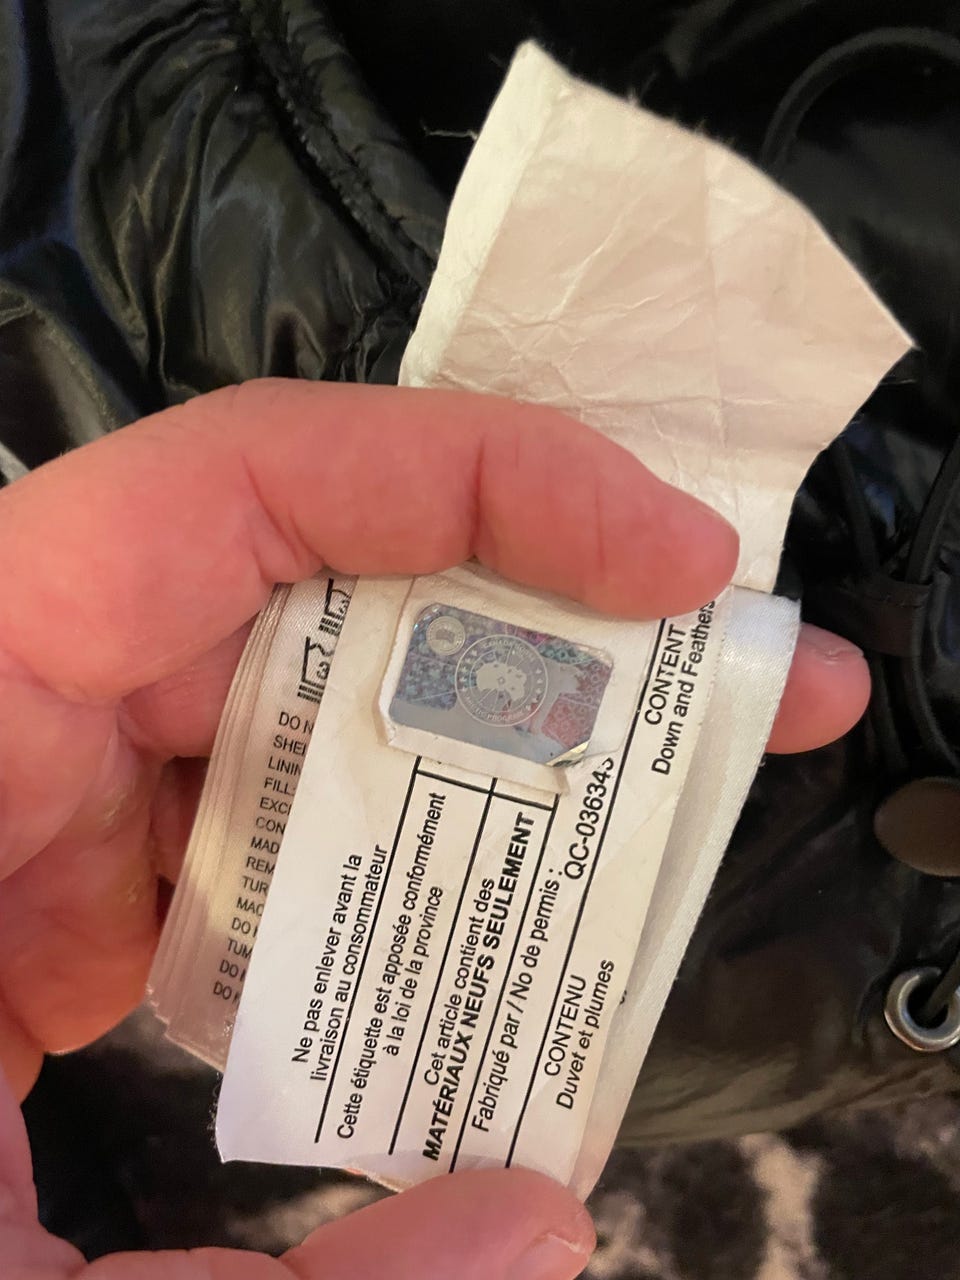 Ne pas enlever avant la
livraison au consommateur
Cette étiquette est apposée conformément
à la loi de la province
Cet article contient des
MATÉRIAUX NEUFS SEULEMENT
Fabriqué par / No de permis :
QC-036343
CONTENU
Duvet et plumes
CONTENT
Down and Feathers
DO
LININ
FILL:
EXC
CON
MAD
REM
TUR
MAC
DO
TUM
DO
DO